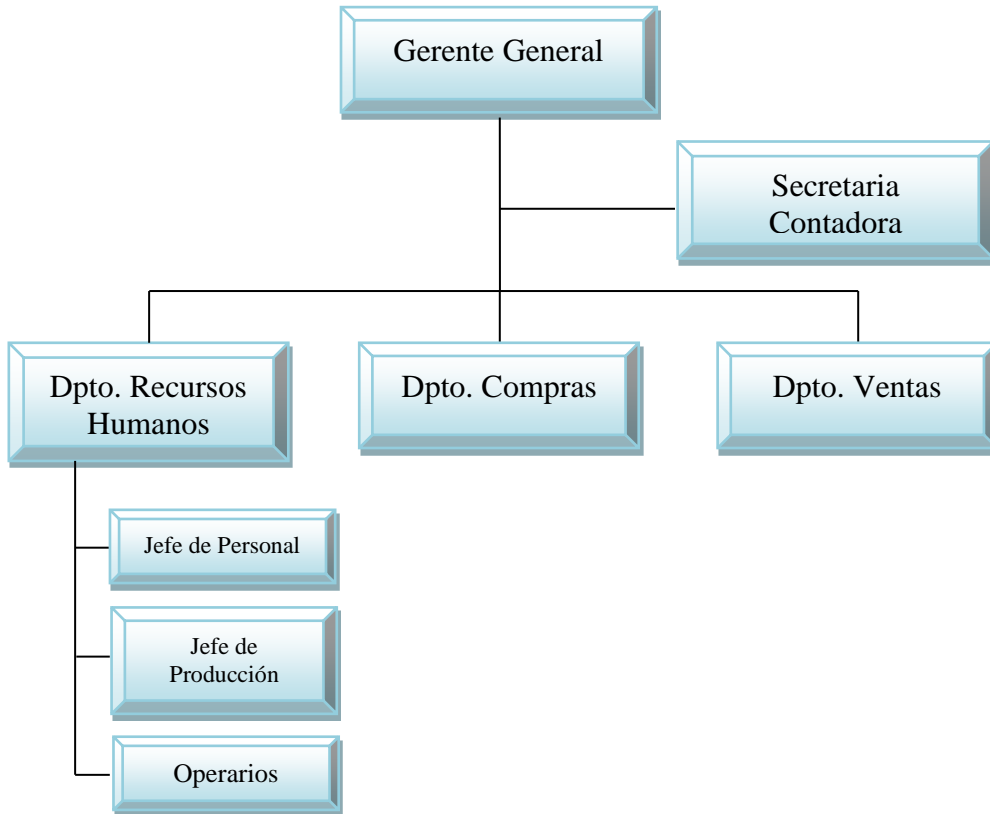 Gerente General
Secretaria
Contadora
Dpto. Recursos
Humanos
Dpto. Compras
Dpto. Ventas
Jefe de Personal
Jefe de
Producción
Operarios